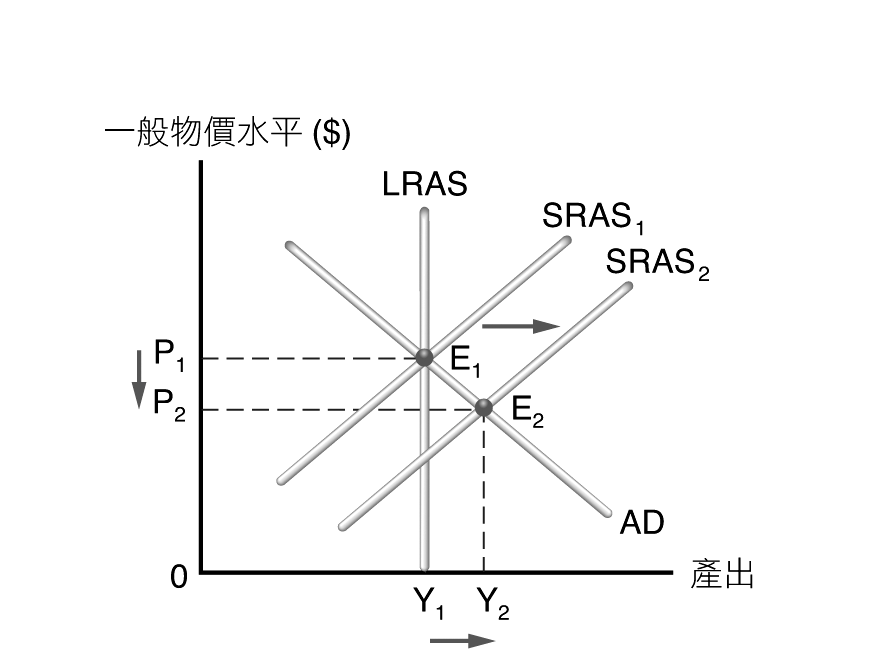 一般物價水平 ($)
LRAS
SRAS₁
SRAS₂
P₁
E₁
P₂
E₂
AD
0
產出
Y₁ Y₂